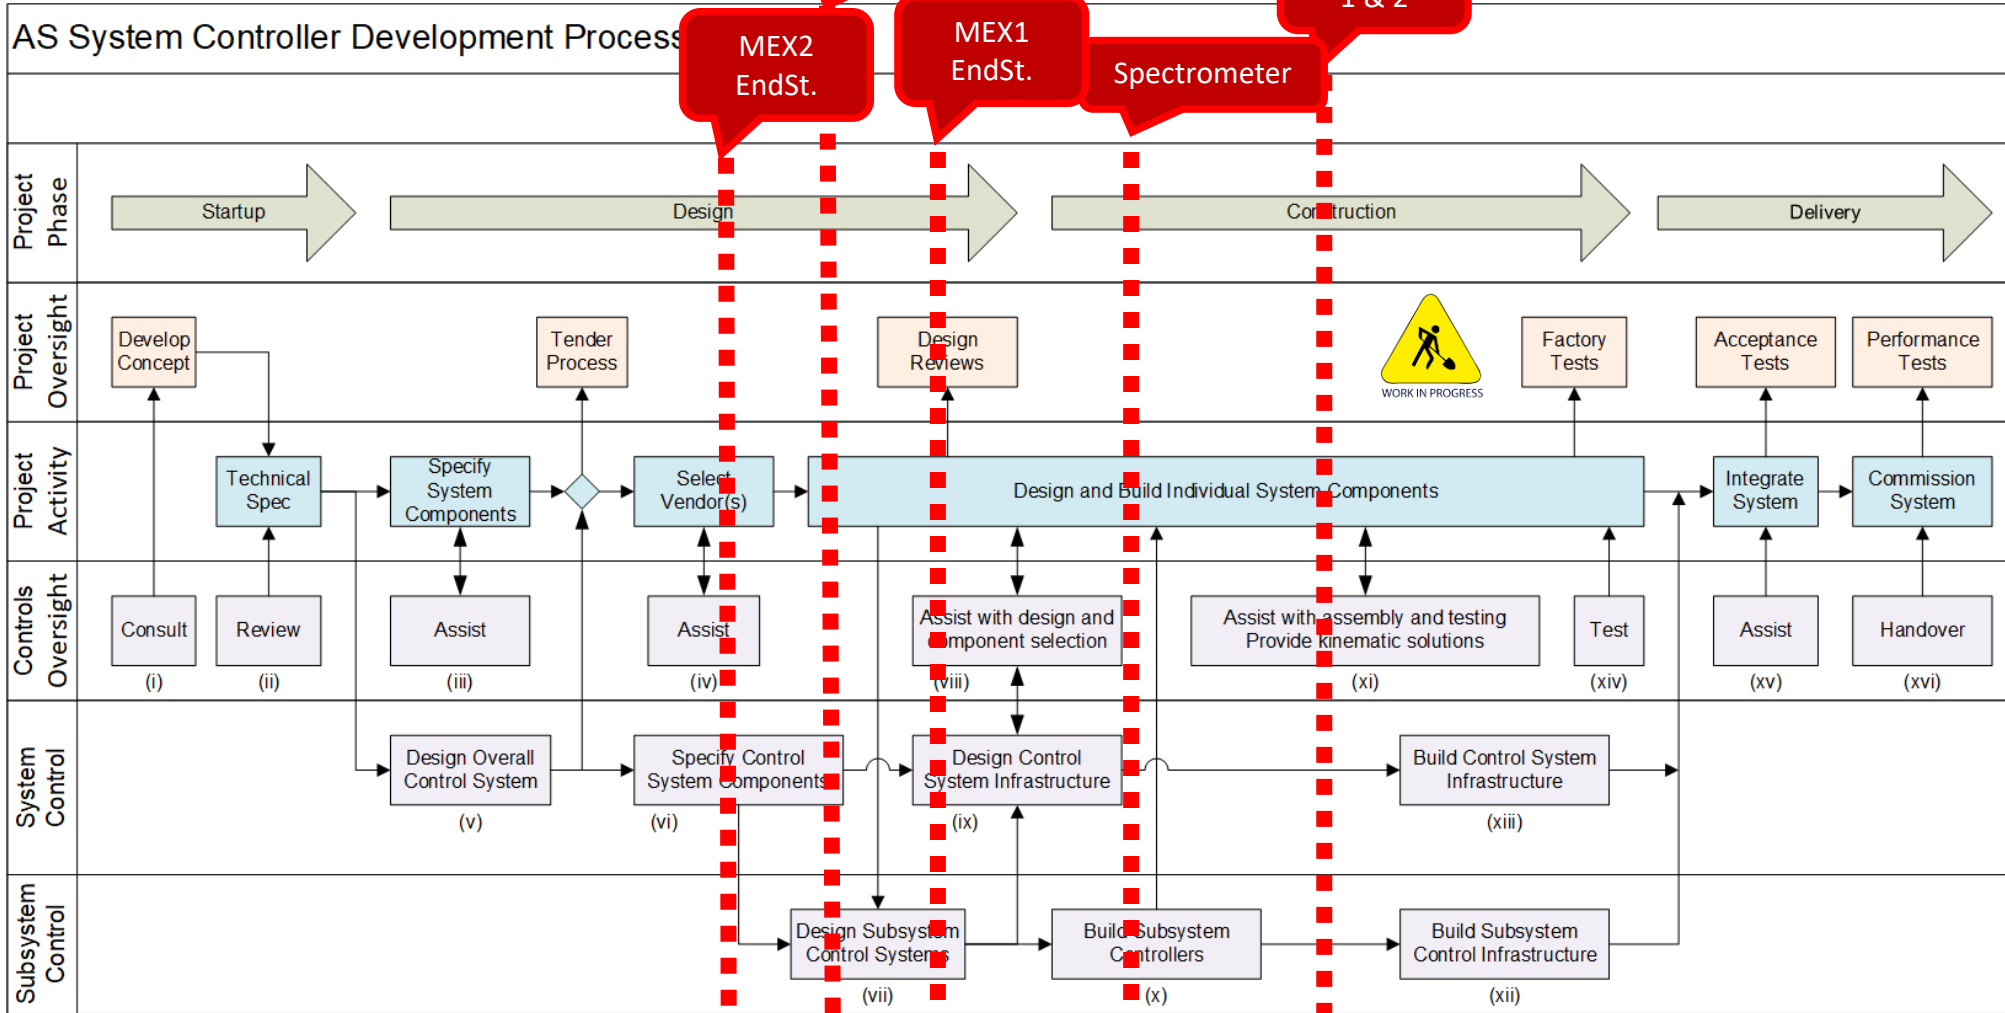 1 & 2
AS System Controller Development Process
MEX2
EndSt.
MEX1
EndSt.
Spectrometer
Project
Phase
Startup
Design
Construction
Delivery
Project
Oversight
Develop
Concept
Tender
Process
Design
Reviews
WORK IN PROGRESS
Factory
Tests
Acceptance
Tests
Performance
Tests
Project
Activity
Technical
Spec
Specify
System
Components
Select
Vendor(s)
Design and Build Individual System Components
Integrate
System
Commission
System
Controls
Oversight
Consult
(i)
Review
(ii)
Assist
(iii)
Assist
(iv)
Assist with design and
component selection
(viii)
Assist with assembly and testing
Provide kinematic solutions
(xi)
Test
(xiv)
Assist
(xv)
Handover
(xvi)
System
Control
Design Overall
Control System
(v)
Specify Control
System Components
(vi)
Design Control
System Infrastructure
(ix)
Build Control System
Infrastructure
(xiii)
Subsystem
Control
Design Subsystem
Control Systems
(vii)
Build Subsystem
Controllers
(x)
Build Subsystem
Control Infrastructure
(xii)